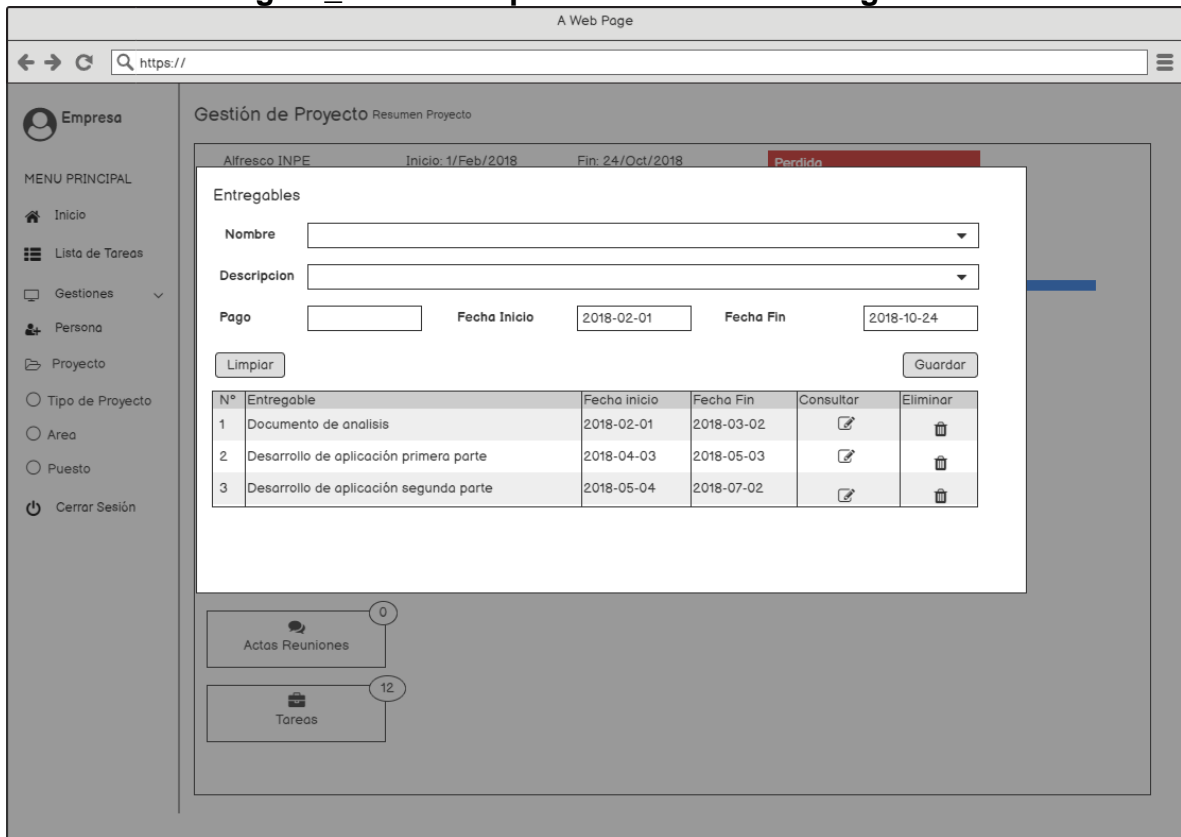 A Web Page
https://
Empresa
MENU PRINCIPAL
Inicio
Lista de Tareas
Gestiones
Persona
Proyecto
Tipo de Proyecto
Area
Puesto
Cerrar Sesión
Gestión de Proyecto Resumen Proyecto
Alfresco INPE Inicio: 1/Feb/2018 Fin: 24/Oct/2018 Perdida
Entregables
Nombre
Descripcion
Pago Fecha Inicio 2018-02-01 Fecha Fin 2018-10-24
Limpiar Guardar
N° Entregable Fecha inicio Fecha Fin Consultar Eliminar
1 Documento de analisis 2018-02-01 2018-03-02
2 Desarrollo de aplicación primera parte 2018-04-03 2018-05-03
3 Desarrollo de aplicación segunda parte 2018-05-04 2018-07-02
0
Actas Reuniones
12
Tareas